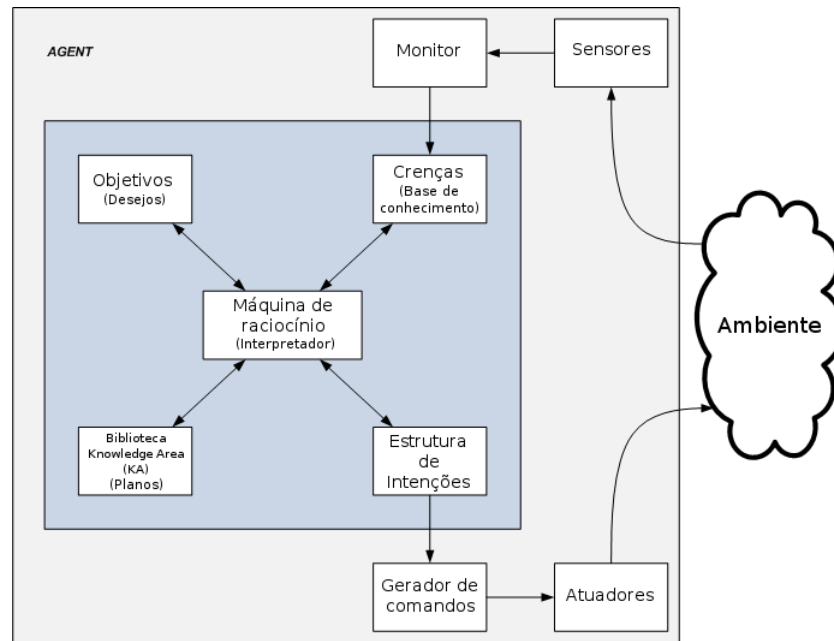 AGENT
Monitor
Sensores
Objetivos
(Desejos)
Crenças
(Base de
conhecimento)
Máquina de
raciocínio
(Interpretador)
Ambiente
Biblioteca
Knowledge Area
(KA)
(Planos)
Estrutura
de
Intenções
Gerador de
comandos
Atuadores